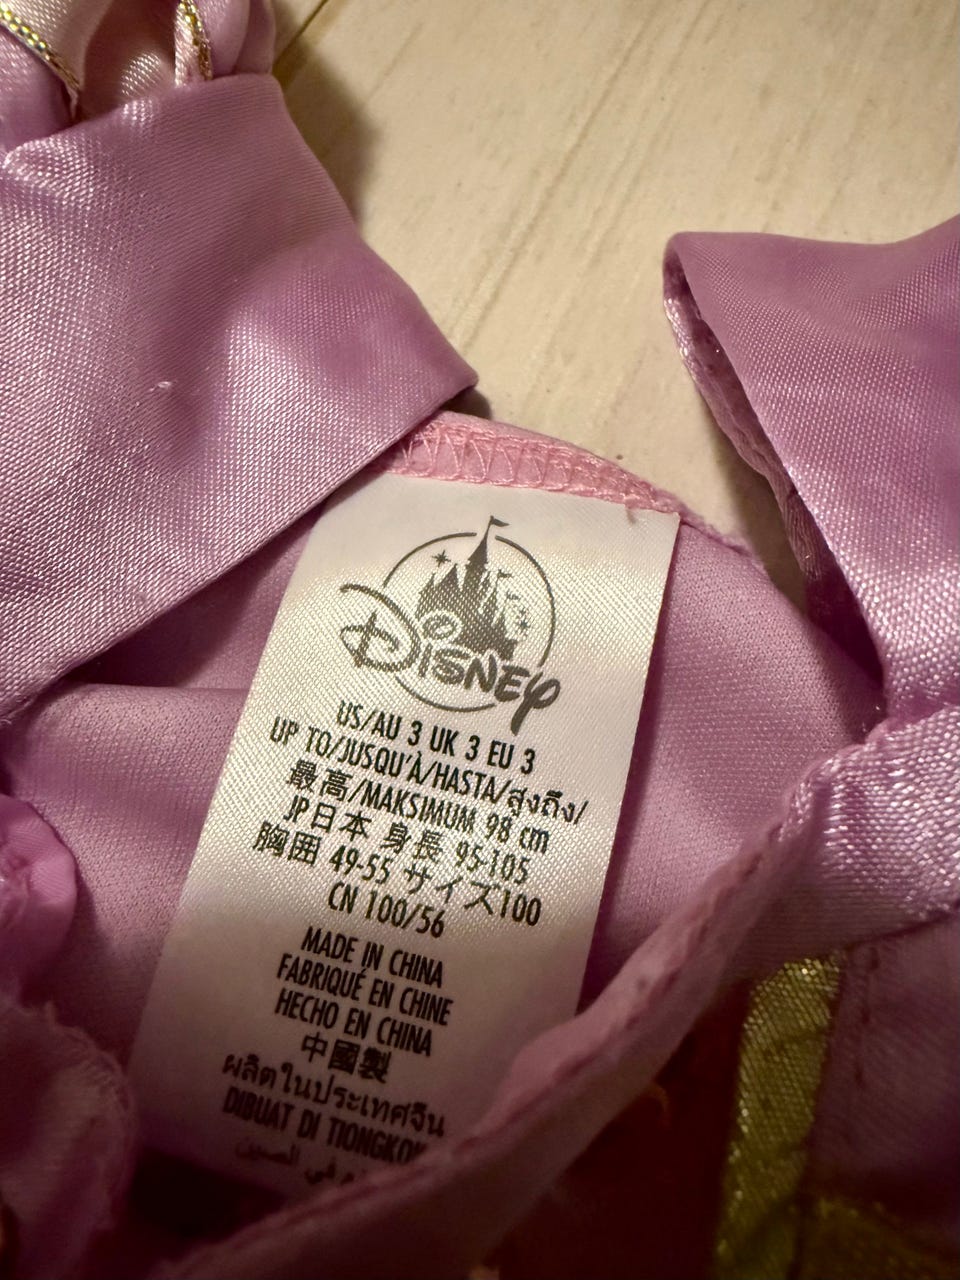 Disney
US/AU 3 UK 3 EU 3
UP TO/JUSQU'À/HASTA/สูงถึง/
最高/MAKSIMUM 98 cm
JP日本 身長 95-105
胸囲 49-55 サイズ100
CN 100/56
MADE IN CHINA
FABRIQUÉ EN CHINE
HECHO EN CHINA
中國製
ผลิตในประเทศจีน
DIBUAT DI
في الصين